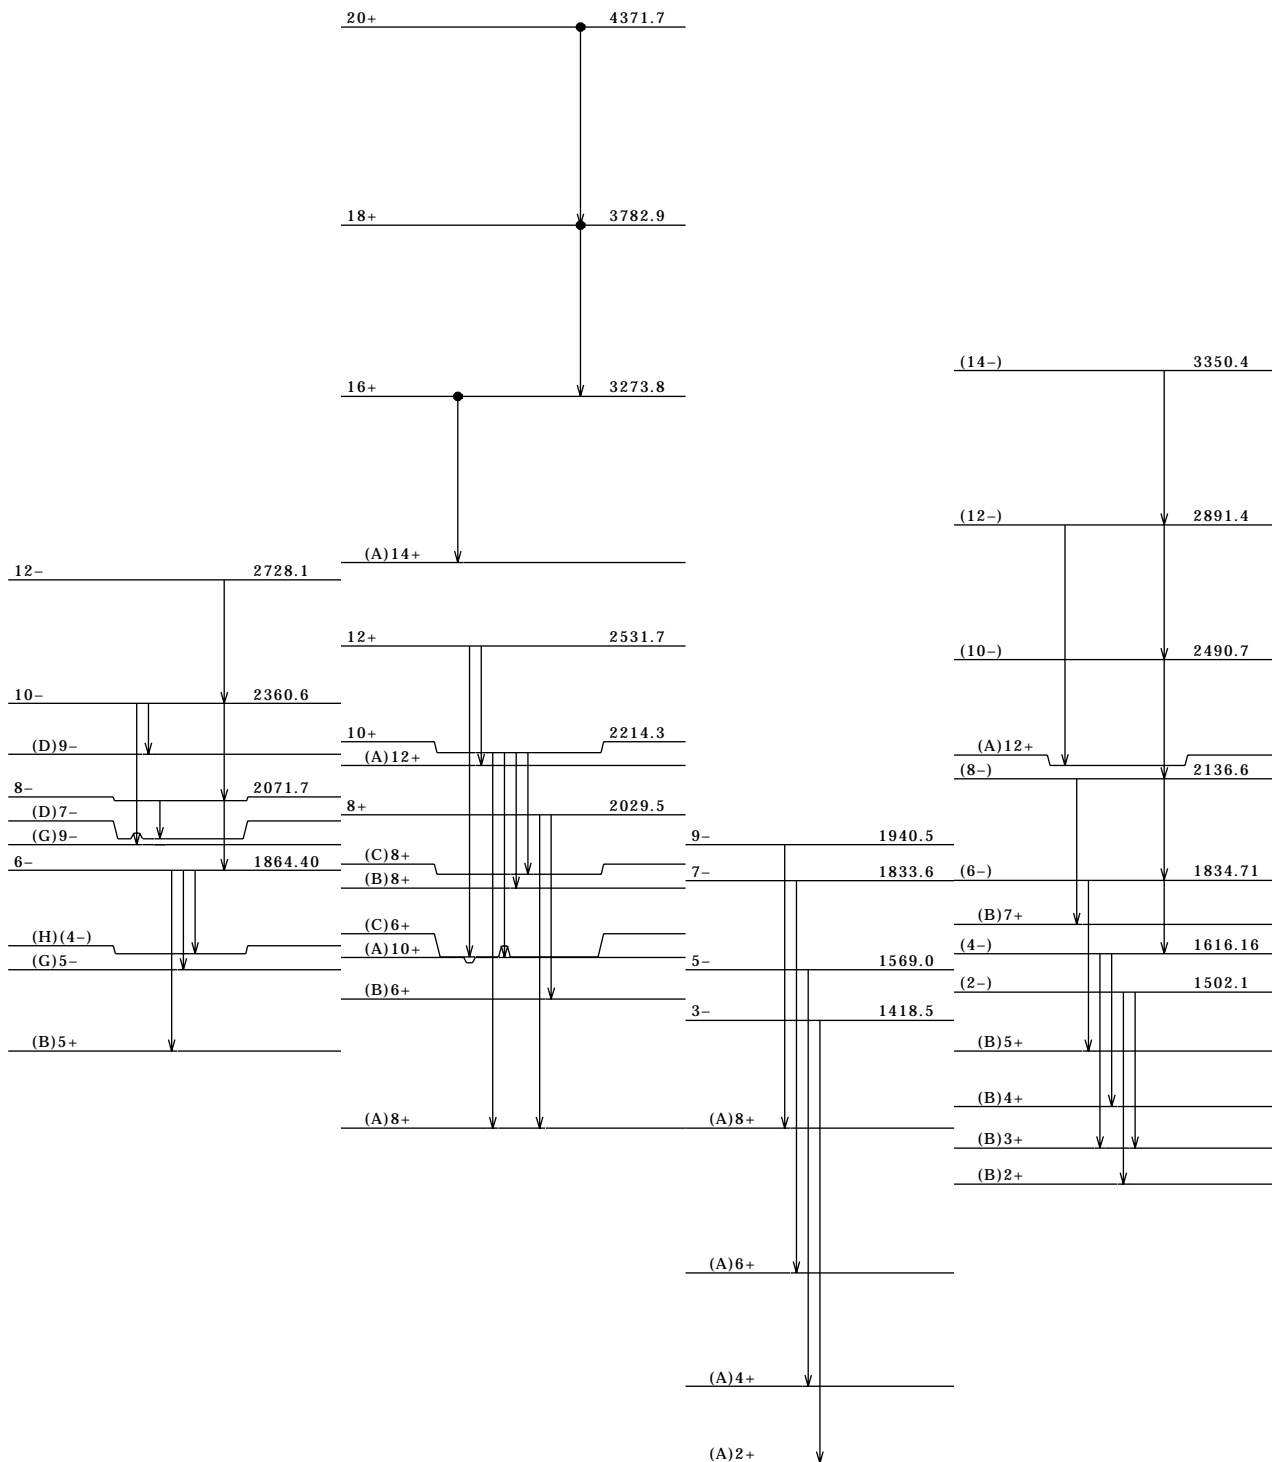 20+ 4371.7
18+ 3782.9
(14−) 3350.4
16+ 3273.8
(12−) 2891.4
(A)14+
12− 2728.1
12+ 2531.7
(10−) 2490.7
10− 2360.6
10+ 2214.3
(D)9−
(A)12+
(A)12+
(8−) 2136.6
8− 2071.7
(D)7−
8+ 2029.5
(G)9−
9− 1940.5
6− 1864.40
(C)8+
7− 1833.6
(6−) 1834.71
(B)8+
(B)7+
(C)6+
(H)(4−)
(A)10+
(4−) 1616.16
(G)5−
5− 1569.0
(2−) 1502.1
(B)6+
3− 1418.5
(B)5+
(B)5+
(B)4+
(A)8+
(A)8+
(B)3+
(B)2+
(A)6+
(A)4+
(A)2+